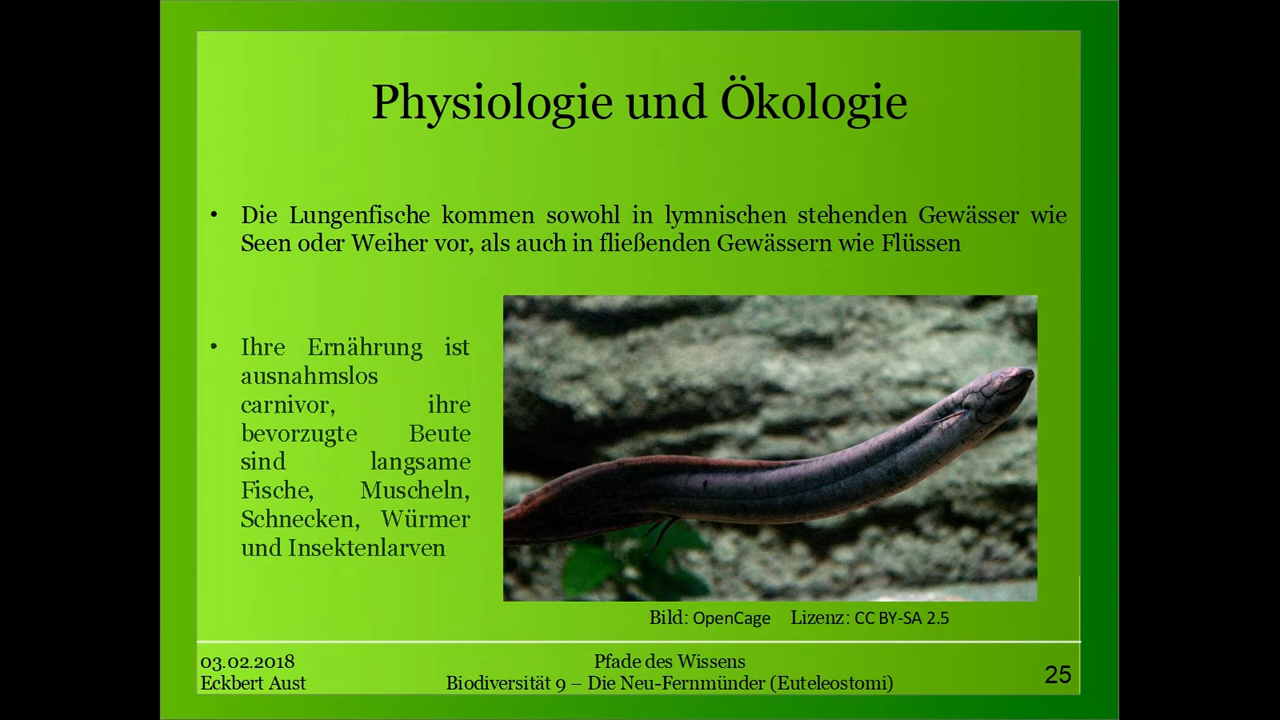 Physiologie und Ökologie
• Die Lungenfische kommen sowohl in lymnischen stehenden Gewässer wie
Seen oder Weiher vor, als auch in fließenden Gewässern wie Flüssen
• Ihre Ernährung ist
ausnahmslos
carnivor, ihre
bevorzugte Beute
sind langsame
Fische, Muscheln,
Schnecken, Würmer
und Insektenlarven
Bild: OpenCage Lizenz: CC BY-SA 2.5
03.02.2018
Eckbert Aust
Pfade des Wissens
Biodiversität 9 – Die Neu-Fernmünder (Euteleostomi)
25